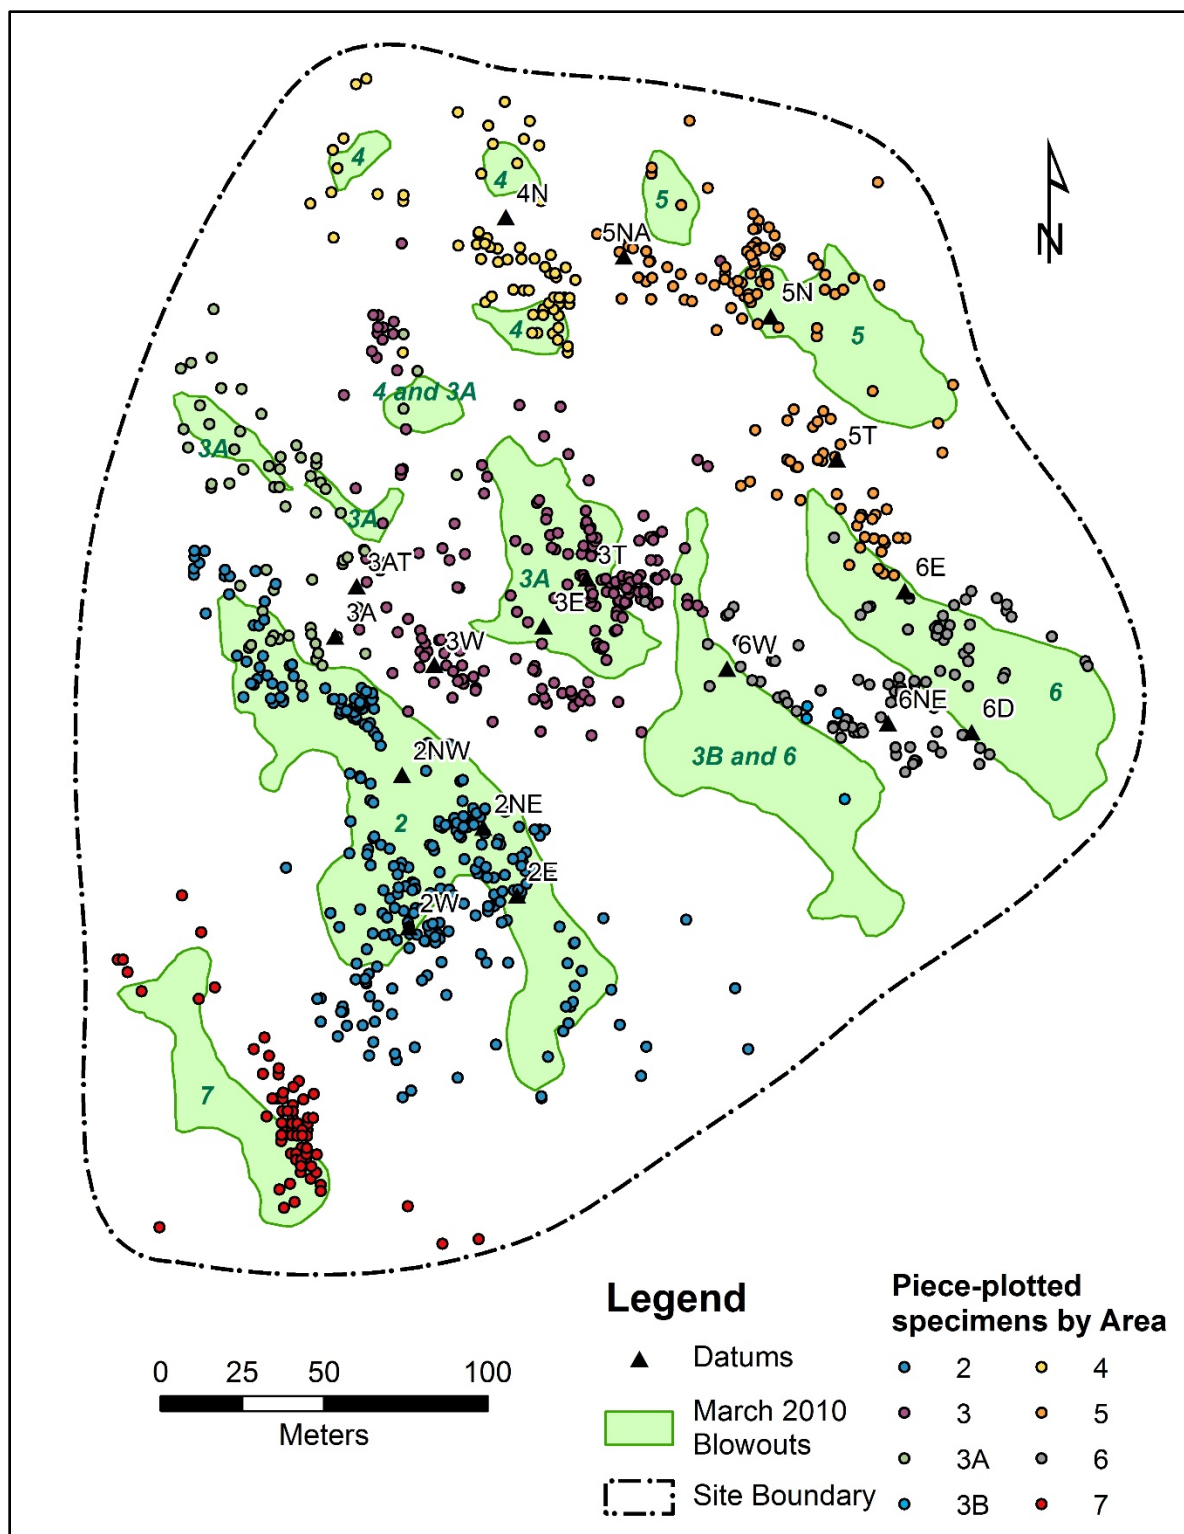 4
4
4N
5
5NA
N
5N
4
5
4 and 3A
3A
5T
3A
3AT
3T
3A
6E
3A
3E
3W
6W
6
6NE
6D
2NW
3B and 6
2NE
2
2E
2W
7
Legend
Datums
March 2010
Blowouts
Site Boundary
Piece-plotted
specimens by Area
2 4
3 5
3A 6
3B 7
0 25 50 100
Meters